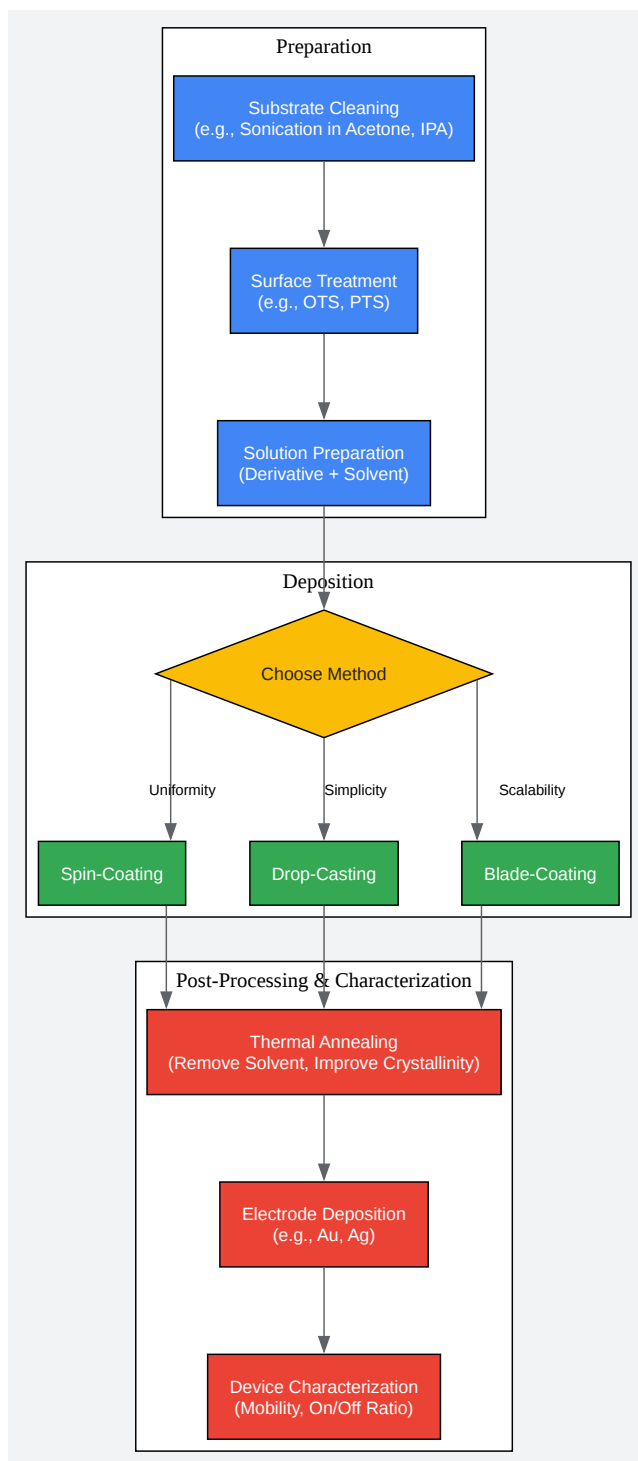 Preparation
Substrate Cleaning
(e.g., Sonication in Acetone, IPA)
Surface Treatment
(e.g., OTS, PTS)
Solution Preparation
(Derivative + Solvent)
Deposition
Choose Method
Uniformity
Simplicity
Scalability
Spin-Coating
Drop-Casting
Blade-Coating
Post-Processing & Characterization
Thermal Annealing
(Remove Solvent, Improve Crystallinity)
Electrode Deposition
(e.g., Au, Ag)
Device Characterization
(Mobility, On/Off Ratio)